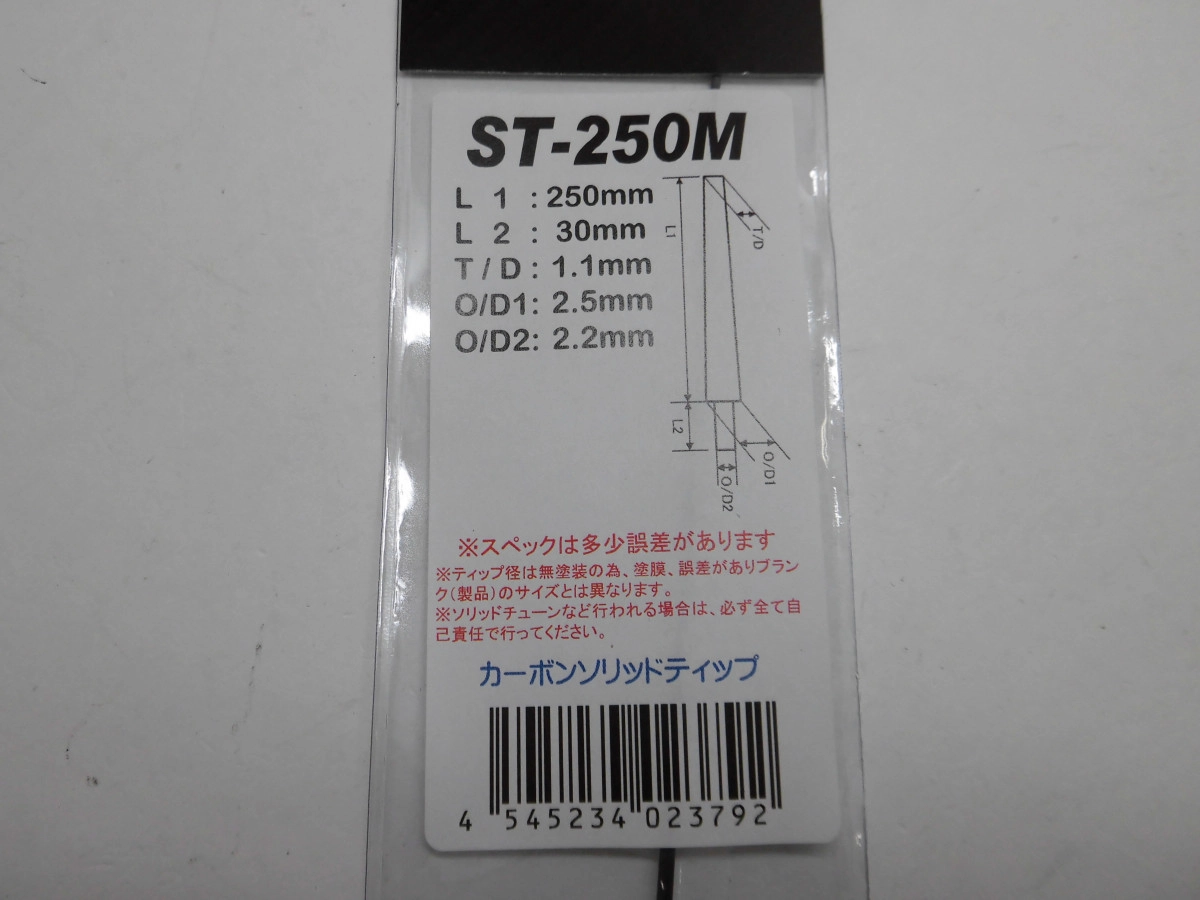 ST-250M
L 1 : 250mm
L 2 : 30mm
T / D : 1.1mm
O/D1: 2.5mm
O/D2: 2.2mm
L1
T/D
L2
O/D1
O/D2
※スペックは多少誤差があります
※ティップ径は無塗装の為、塗膜、誤差がありブラン
ク(製品)のサイズとは異なります。
※ソリッドチューンなど行われる場合は、必ず全て自
己責任で行ってください。
カーボンソリッドティップ
4 545234 023792